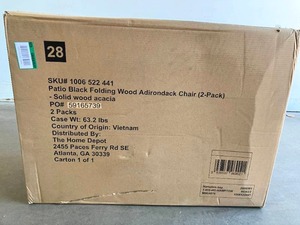 28
SKU# 1006 522 441
Patio Black Folding Wood Adirondack Chair (2-Pack)
- Solid wood acacia
PO# 59165739
2 Packs
Case Wt: 63.2 lbs
Country of Origin: Vietnam
Distributed By:
The Home Depot
2455 Paces Ferry Rd SE
Atlanta, GA 30339
Carton 1 of 1